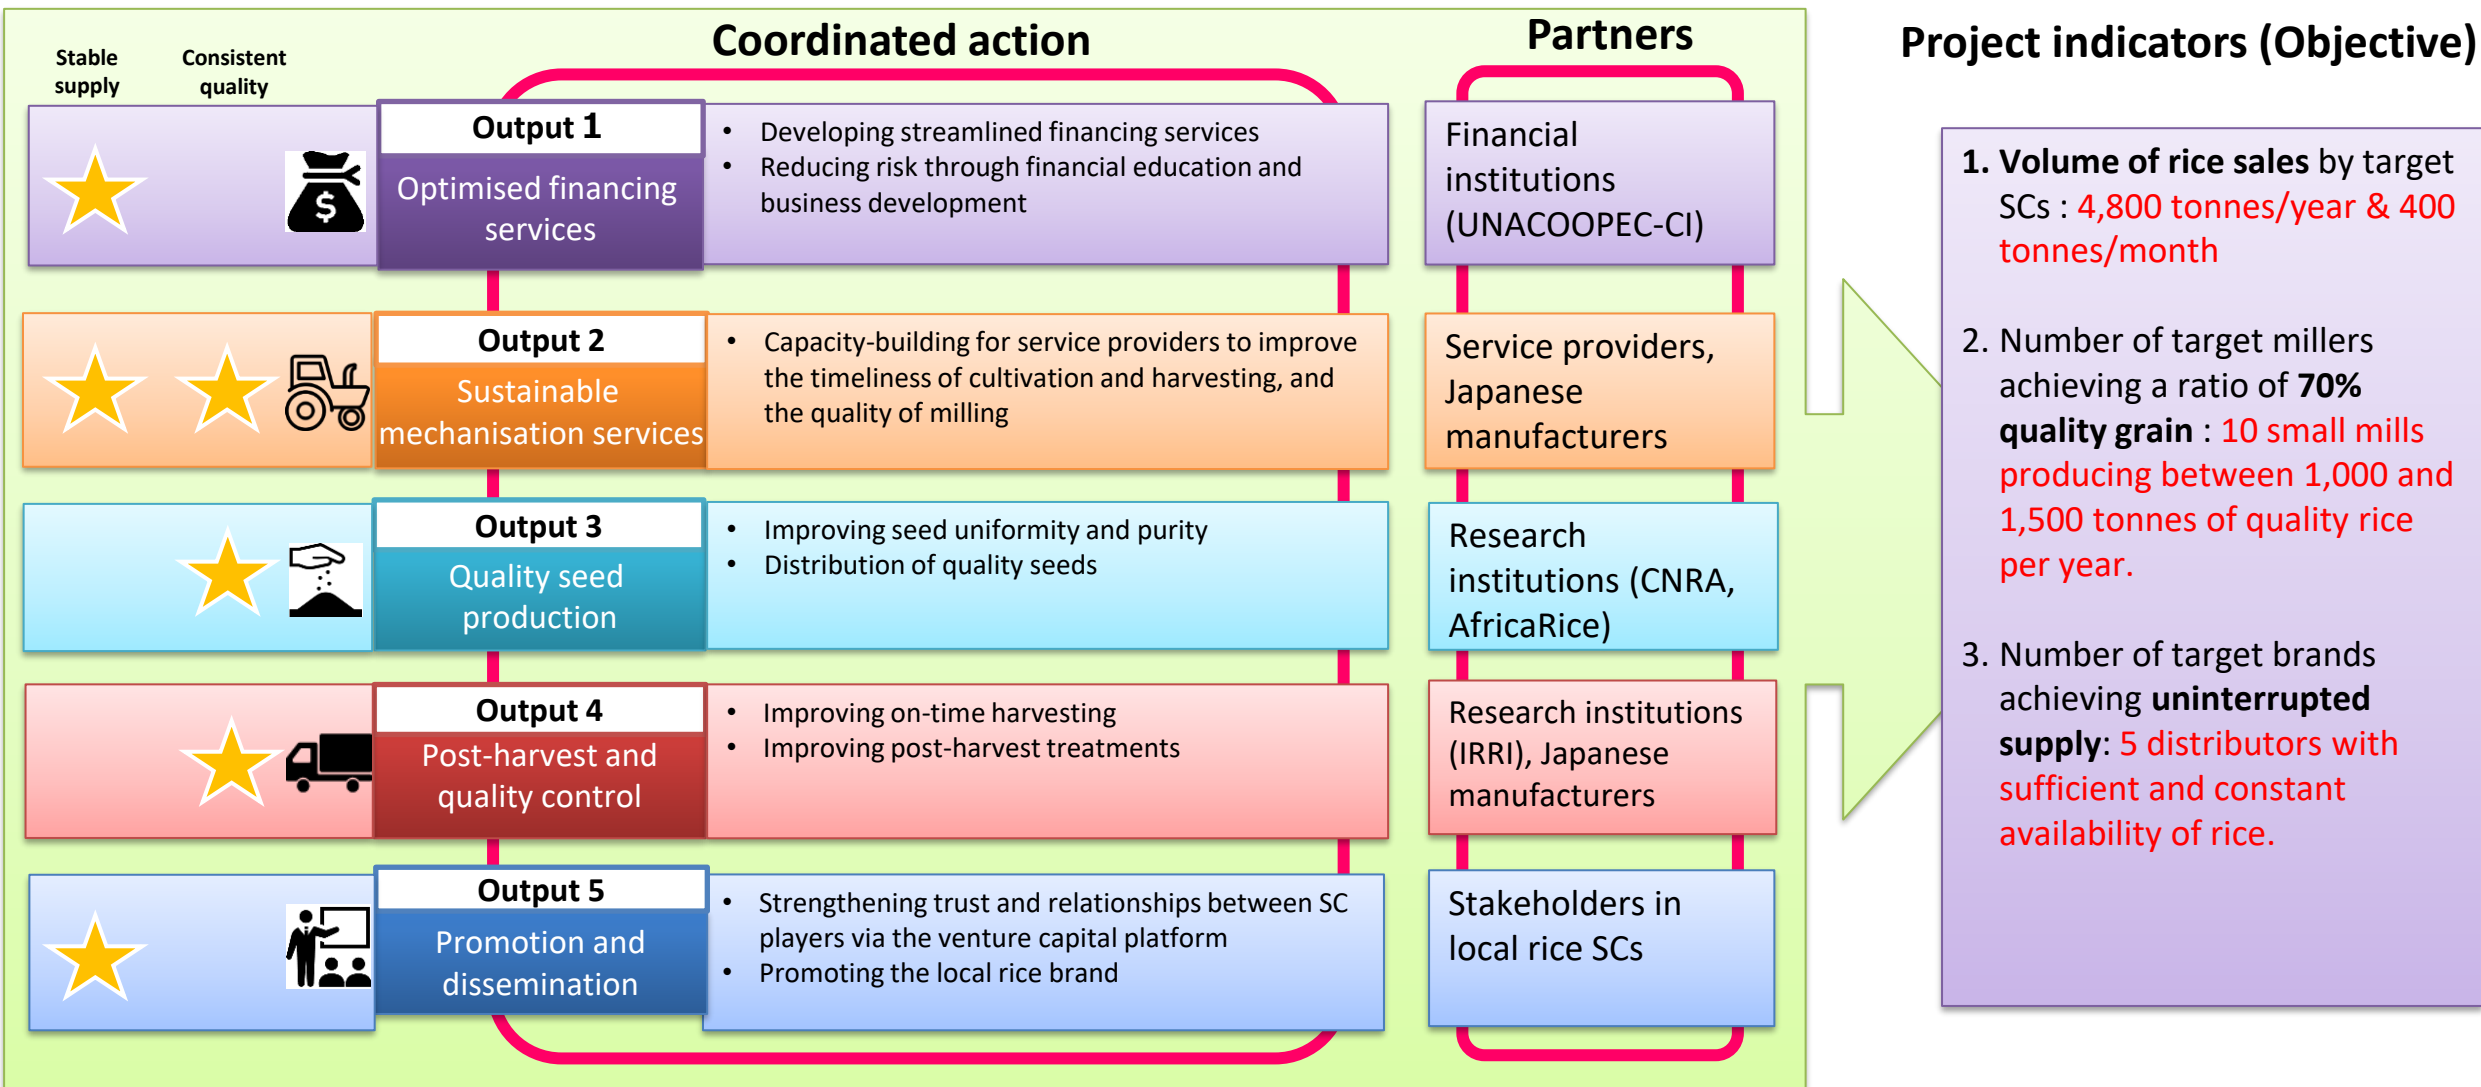 Coordinated action
Partners
Project indicators (Objective)
Stable
supply
Consistent
quality
Output 1
Optimised financing
services
• Developing streamlined financing services
• Reducing risk through financial education and
business development
Financial
institutions
(UNACOOPEC-CI)
Output 2
Sustainable
mechanisation services
• Capacity-building for service providers to improve
the timeliness of cultivation and harvesting, and
the quality of milling
Service providers,
Japanese
manufacturers
Output 3
Quality seed
production
• Improving seed uniformity and purity
• Distribution of quality seeds
Research
institutions (CNRA,
AfricaRice)
Output 4
Post-harvest and
quality control
• Improving on-time harvesting
• Improving post-harvest treatments
Research institutions
(IRRI), Japanese
manufacturers
Output 5
Promotion and
dissemination
• Strengthening trust and relationships between SC
players via the venture capital platform
• Promoting the local rice brand
Stakeholders in
local rice SCs
1. Volume of rice sales by target
SCs : 4,800 tonnes/year & 400
tonnes/month
2. Number of target millers
achieving a ratio of 70%
quality grain : 10 small mills
producing between 1,000 and
1,500 tonnes of quality rice
per year.
3. Number of target brands
achieving uninterrupted
supply: 5 distributors with
sufficient and constant
availability of rice.
$